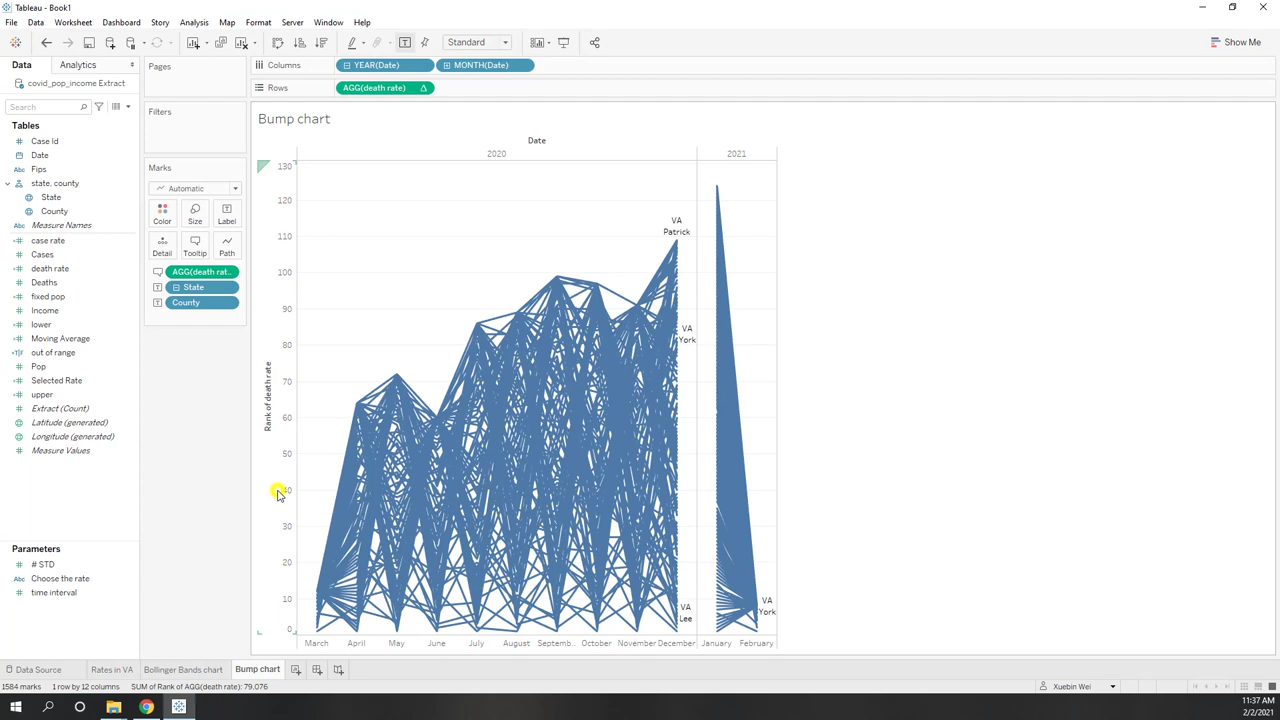 Tableau - Book1
File Data Worksheet Dashboard Story Analysis Map Format Server Window Help
Standard
Show Me
Data Analytics
covid_pop_income Extract
Search
Tables
Case Id
Date
Abc Fips
state, county
State
County
Abc Measure Names
case rate
Cases
death rate
Deaths
fixed pop
Income
lower
Moving Average
out of range
Pop
Selected Rate
upper
Extract (Count)
Latitude (generated)
Longitude (generated)
Measure Values
Parameters
# STD
Abc Choose the rate
time interval
Pages
Filters
Marks
Automatic
Color Size Label
Detail Tooltip Path
AGG(death rat..
State
County
Columns YEAR(Date) MONTH(Date)
Rows AGG(death rate)
Bump chart
Date
2020 2021
130
120
110
100
90
80
70
60
50
40
30
20
10
0
Rank of death rate
VA
Patrick
VA
York
VA
Lee
VA
York
March April May June July August Septemb.. October November December January February
Data Source Rates in VA Bollinger Bands chart Bump chart
1584 marks 1 row by 12 columns SUM of Rank of AGG(death rate): 79,076
Xuebin Wei
11:37 AM
2/2/2021